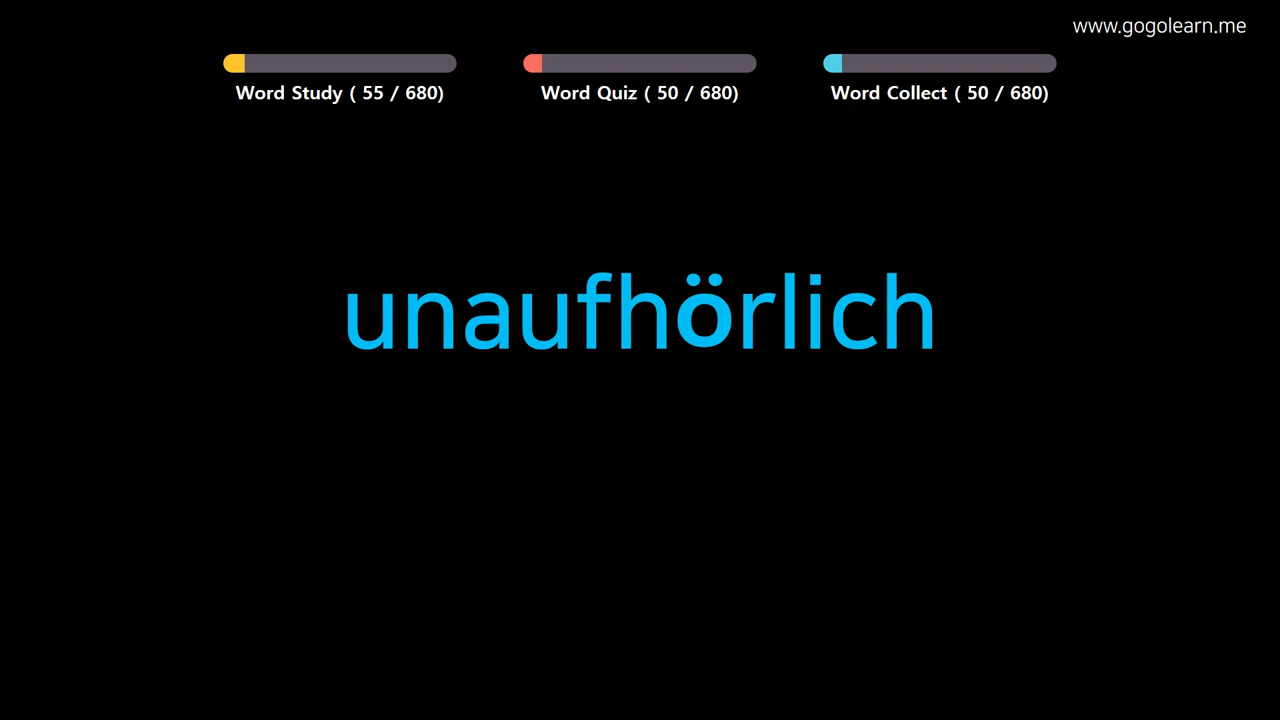 www.gogolearn.me
Word Study ( 55 / 680)
Word Quiz ( 50 / 680)
Word Collect ( 50 / 680)
unaufhörlich